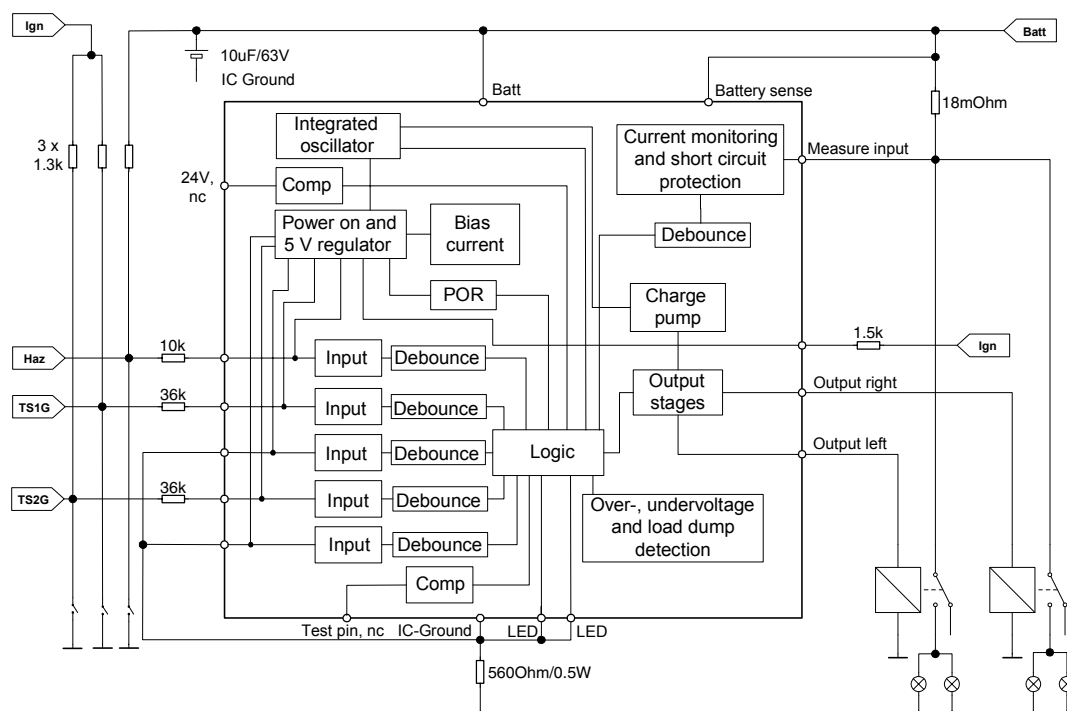 Ign
Batt
10uF/63V
IC Ground
Batt
Battery sense
18mOhm
3 x
1.3k
Integrated
oscillator
Current monitoring
and short circuit
protection
Measure input
24V,
nc
Comp
Power on and
5 V regulator
Bias
current
Debounce
POR
Charge
pump
Haz
10k
Input
Debounce
1.5k
Ign
TS1G
36k
Input
Debounce
Output
stages
Output right
Input
Debounce
Logic
Output left
TS2G
36k
Input
Debounce
Over-, undervoltage
and load dump
detection
Input
Debounce
Comp
Test pin, nc
IC-Ground
LED
LED
560Ohm/0.5W